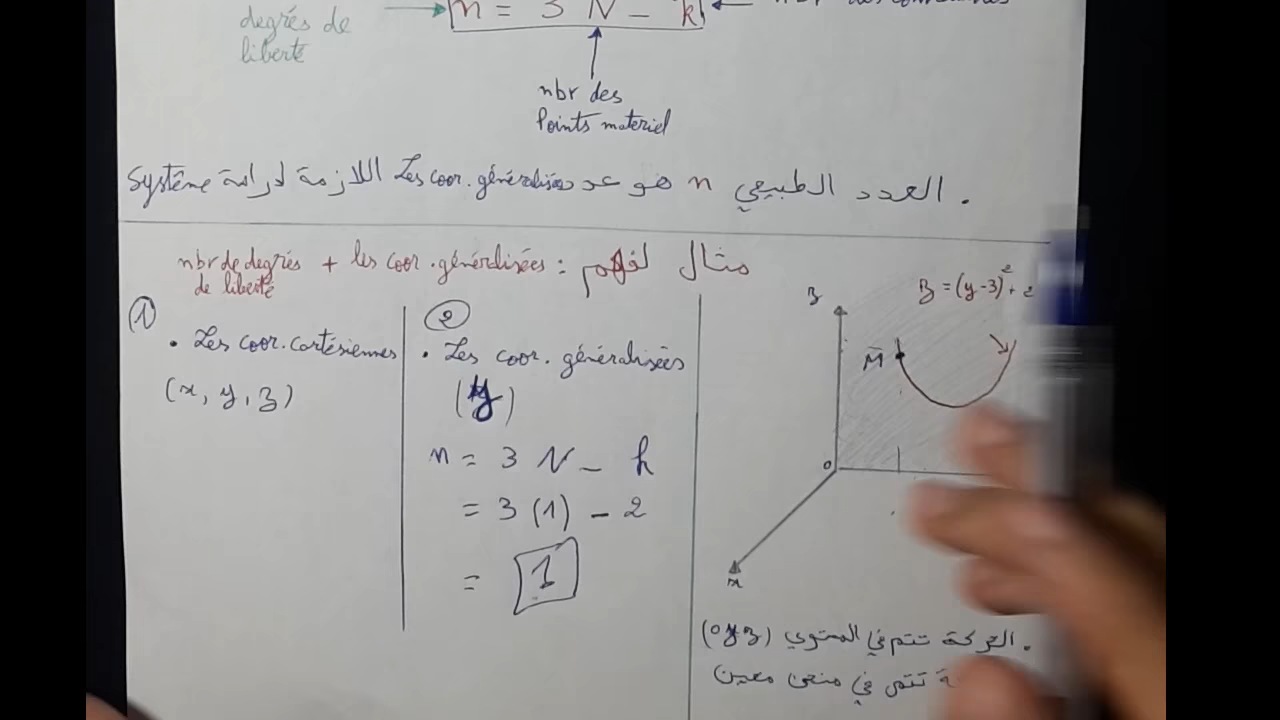 degrés de
liberté
n = 3 N - k
nbr des
Points materiel
. العدد الطبيعي n هو عدد Les coor. généralisées اللازمة لدراسة Système
مثال لفهم : nbr de degrés de liberté + les coor. généralisées
①
. Les coor. cartésiennes
(x, y, z)
②
. Les coor. généralisées
(y)
n = 3 N - k
= 3 (1) - 2
= 1
z
z = (y-3)² + 2
M
o
x
. الحركة تتم في المستوي (oyz)
تتم في منحى معين